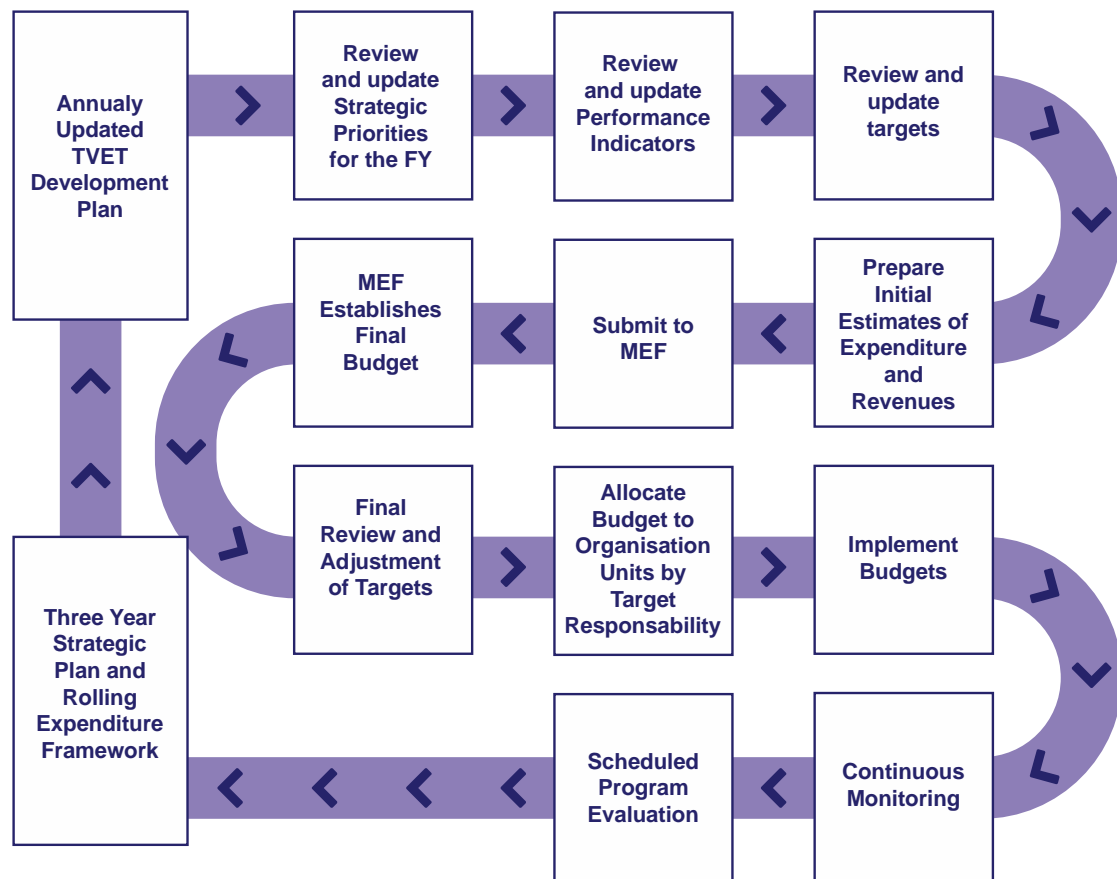 Annualy
Updated
TVET
Development
Plan
Review
and update
Strategic
Priorities
for the FY
Review
and update
Performance
Indicators
Review and
update
targets
Prepare
Initial
Estimates of
Expenditure
and
Revenues
Submit to
MEF
MEF
Establishes
Final
Budget
Final
Review and
Adjustment
of Targets
Allocate
Budget to
Organisation
Units by
Target
Responsability
Implement
Budgets
Continuous
Monitoring
Scheduled
Program
Evaluation
Three Year
Strategic
Plan and
Rolling
Expenditure
Framework